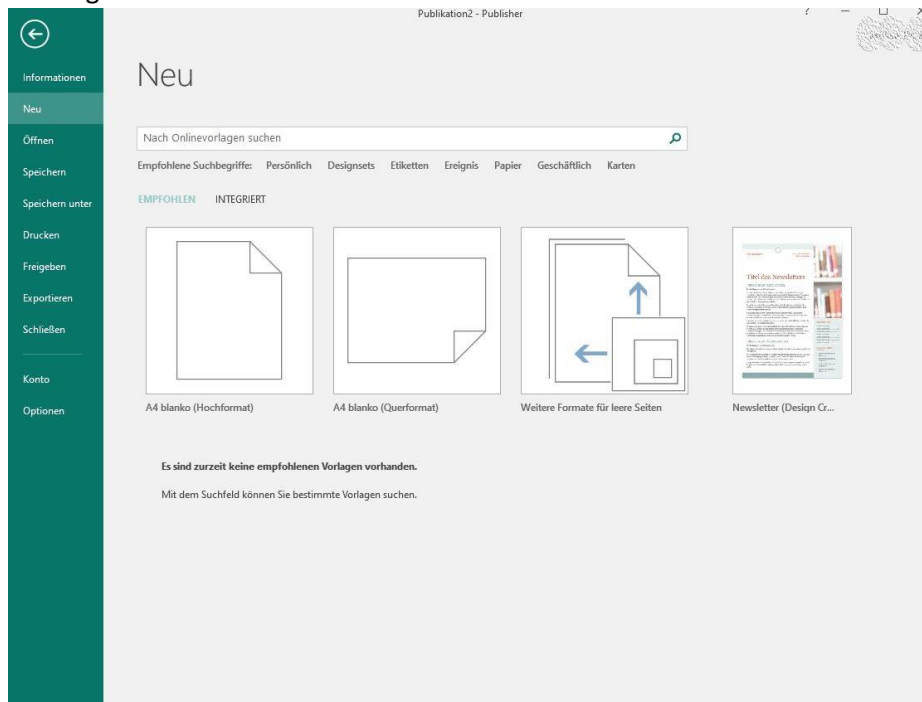 Publikation2 - Publisher
?
Informationen
Neu
Öffnen
Speichern
Speichern unter
Drucken
Freigeben
Exportieren
Schließen
Konto
Optionen
Neu
Nach Onlinevorlagen suchen
Empfohlene Suchbegriffe: Persönlich Designsets Etiketten Ereignis Papier Geschäftlich Karten
EMPFOHLEN INTEGRIERT
Titel des Newsletters
A4 blanko (Hochformat) A4 blanko (Querformat) Weitere Formate für leere Seiten Newsletter (Design Cr...
Es sind zurzeit keine empfohlenen Vorlagen vorhanden.
Mit dem Suchfeld können Sie bestimmte Vorlagen suchen.